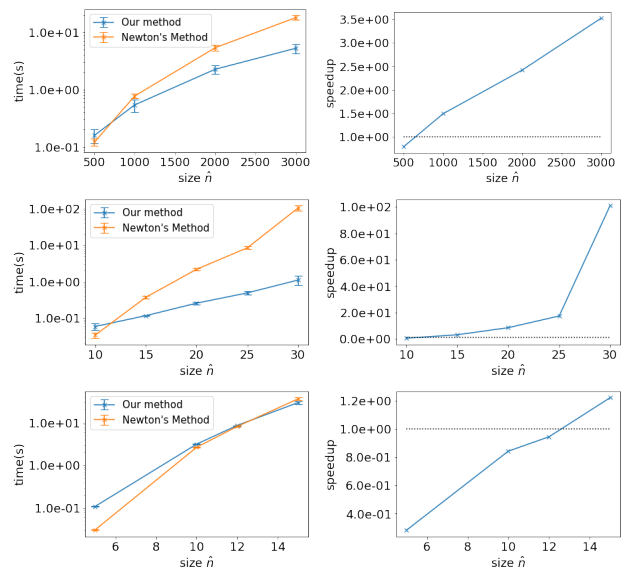 1.0e+01
1.0e+00
1.0e-01
time(s)
Our method
Newton's Method
500 1000 1500 2000 2500 3000
size n̂
3.5e+00
3.0e+00
2.5e+00
2.0e+00
1.5e+00
1.0e+00
speedup
500 1000 1500 2000 2500 3000
size n̂
1.0e+02
1.0e+01
1.0e+00
1.0e-01
time(s)
Our method
Newton's Method
10 15 20 25 30
size n̂
1.0e+02
8.0e+01
6.0e+01
4.0e+01
2.0e+01
0.0e+00
speedup
10 15 20 25 30
size n̂
1.0e+01
1.0e+00
1.0e-01
time(s)
Our method
Newton's Method
6 8 10 12 14
size n̂
1.2e+00
1.0e+00
8.0e-01
6.0e-01
4.0e-01
speedup
6 8 10 12 14
size n̂